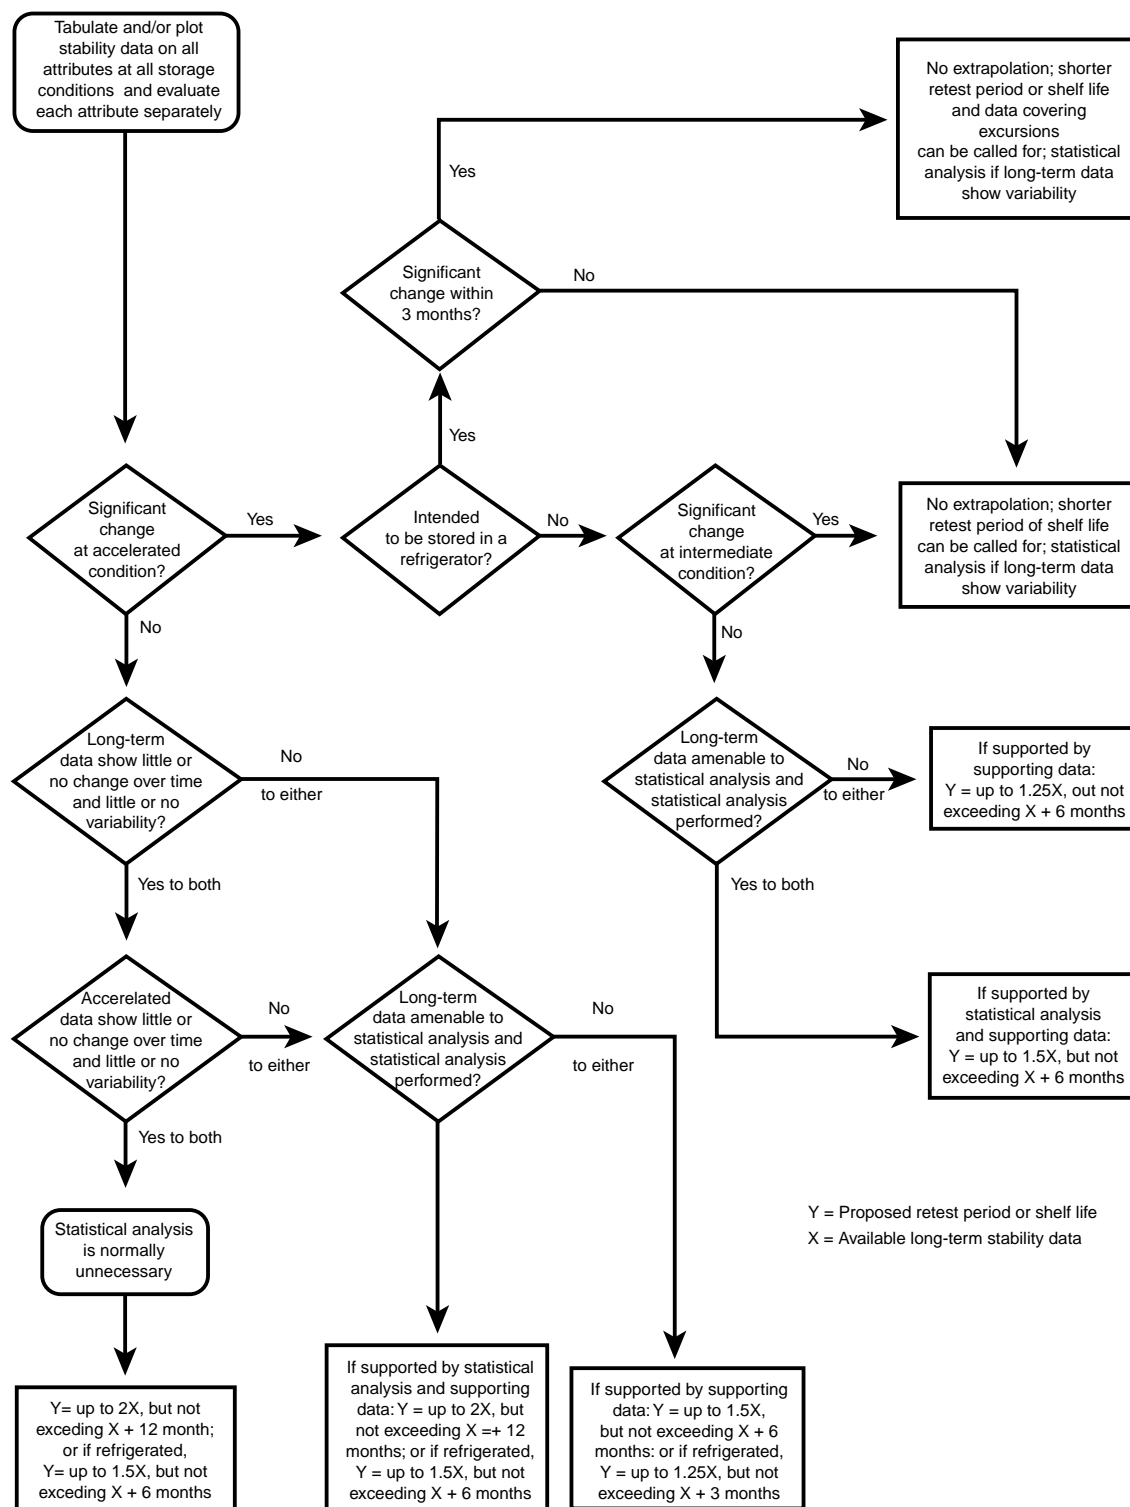 Tabulate and/or plot
stability data on all
attributes at all storage
conditions and evaluate
each attribute separately
No extrapolation; shorter
retest period or shelf life
and data covering
excursions
can be called for; statistical
analysis if long-term data
show variability
Yes
Significant
change within
3 months?
No
Yes
Significant
change
at accelerated
condition?
Yes
Intended
to be stored in a
refrigerator?
No
Significant
change
at intermediate
condition?
Yes
No extrapolation; shorter
retest period of shelf life
can be called for; statistical
analysis if long-term data
show variability
No
No
Long-term
data show little or
no change over time
and little or no
variability?
No
to either
Long-term
data amenable to
statistical analysis and
statistical analysis
performed?
No
to either
If supported by
supporting data:
Y = up to 1.25X, out not
exceeding X + 6 months
Yes to both
Yes to both
Accerelated
data show little or
no change over time
and little or no
variability?
No
to either
Long-term
data amenable to
statistical analysis and
statistical analysis
performed?
No
to either
If supported by
statistical analysis
and supporting data:
Y = up to 1.5X, but not
exceeding X + 6 months
Yes to both
Statistical analysis
is normally
unnecessary
Y = Proposed retest period or shelf life
X = Available long-term stability data
Y= up to 2X, but not
exceeding X + 12 month;
or if refrigerated,
Y= up to 1.5X, but not
exceeding X + 6 months
If supported by statistical
analysis and supporting
data: Y = up to 2X, but
not exceeding X =+ 12
months; or if refrigerated,
Y = up to 1.5X, but not
exceeding X + 6 months
If supported by supporting
data: Y = up to 1.5X,
but not exceeding X + 6
months: or if refrigerated,
Y = up to 1.25X, but not
exceeding X + 3 months